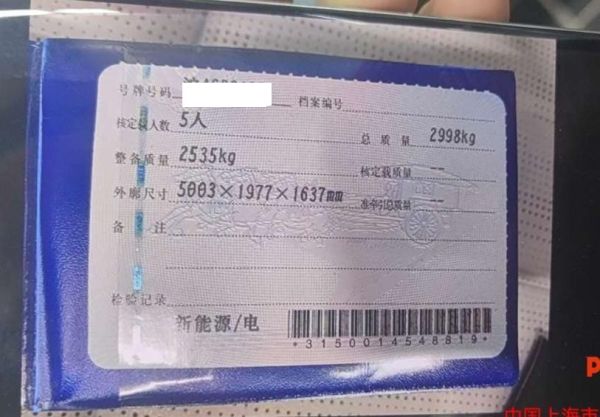 号牌号码 档案编号
核定载人数 5人 总质量 2998kg
整备质量 2535kg 核定载质量 --
外廓尺寸 5003×1977×1637mm 准牵引总质量 --
备注
检验记录
新能源/电
*3150014548819*
P
中国上海市